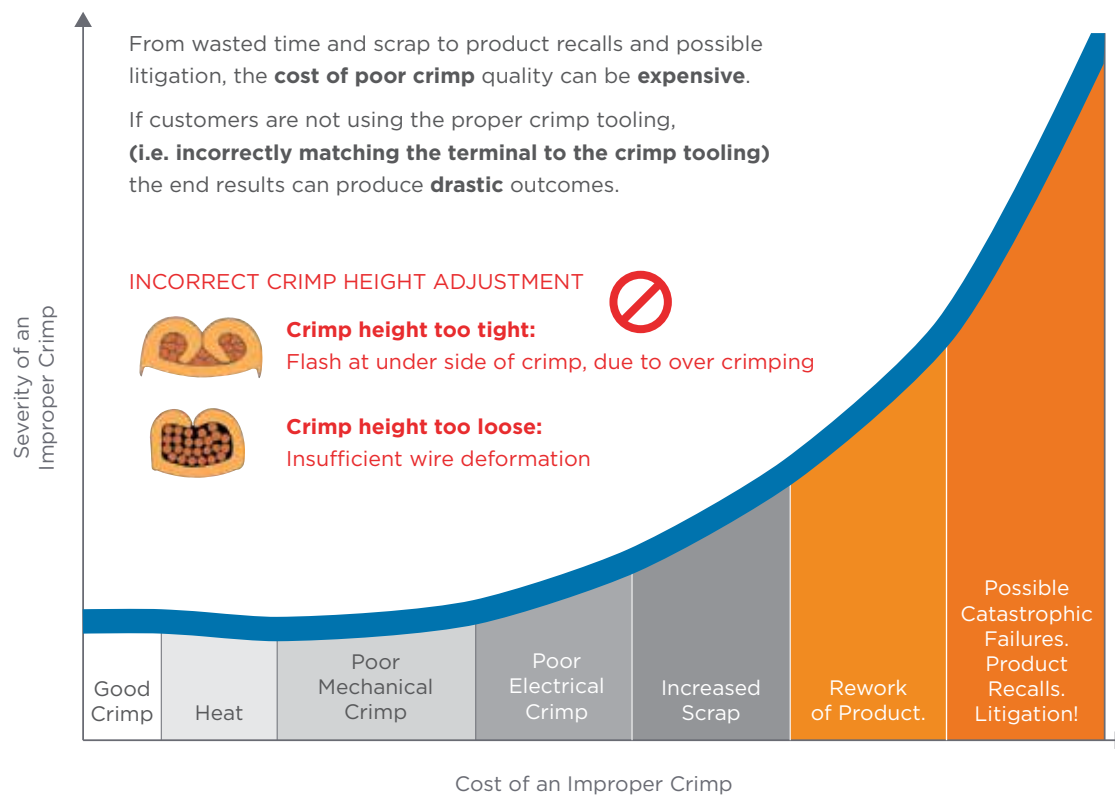 From wasted time and scrap to product recalls and possible
litigation, the cost of poor crimp quality can be expensive.
If customers are not using the proper crimp tooling,
(i.e. incorrectly matching the terminal to the crimp tooling)
the end results can produce drastic outcomes.
INCORRECT CRIMP HEIGHT ADJUSTMENT
Crimp height too tight:
Flash at under side of crimp, due to over crimping
Crimp height too loose:
Insufficient wire deformation
Severity of an
Improper Crimp
Good
Crimp
Heat
Poor
Mechanical
Crimp
Poor
Electrical
Crimp
Increased
Scrap
Rework
of Product.
Possible
Catastrophic
Failures.
Product
Recalls.
Litigation!
Cost of an Improper Crimp